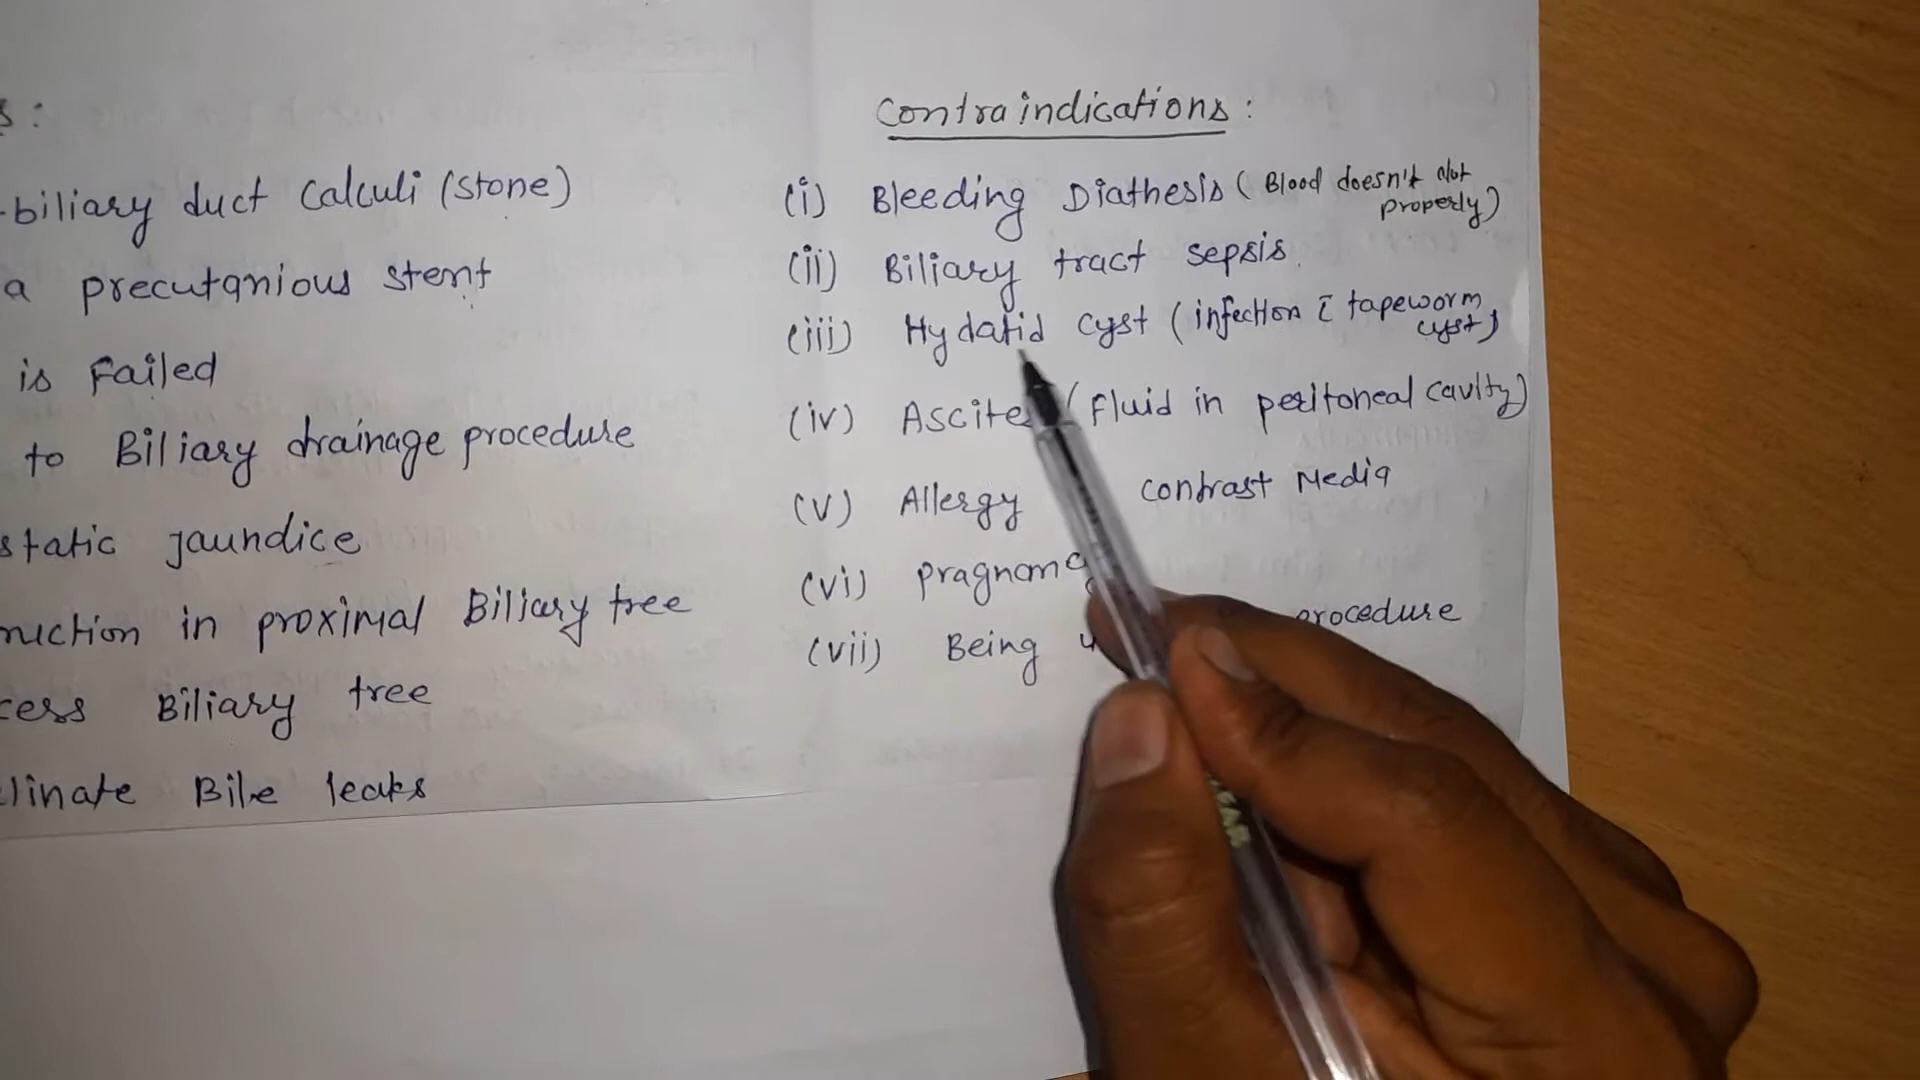 s:
-biliary duct calculi (stone)
a precutanious stent
is Failed
to Biliary drainage procedure
static jaundice
ruction in proximal Biliary tree
cess Biliary tree
linate Bile leaks
Contraindications:
(i) Bleeding Diathesis (Blood doesn't clot
properly)
(ii) Biliary tract sepsis.
(iii) Hydatid cyst (infection c̄ tapeworm
cyst)
(iv) Ascites (Fluid in peritoneal cavity)
(v) Allergy contrast Media
(vi) pragnanc
(vii) Being procedure